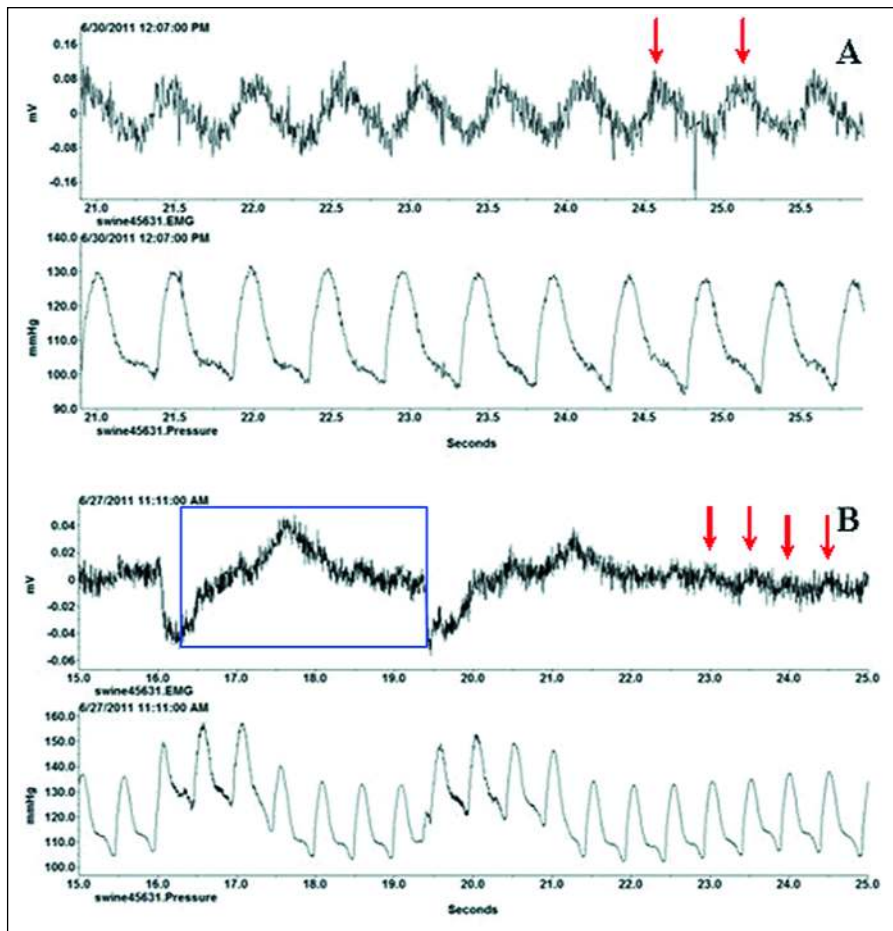 6/30/2011 12:07:00 PM
A
0.16
0.08
0
-0.08
-0.16
mV
21.0 21.5 22.0 22.5 23.0 23.5 24.0 24.5 25.0 25.5
swine45631.EMG
6/30/2011 12:07:00 PM
140.0
130.0
120.0
110.0
100.0
90.0
mmHg
21.0 21.5 22.0 22.5 23.0 23.5 24.0 24.5 25.0 25.5
swine45631.Pressure
Seconds
6/27/2011 11:11:00 AM
B
0.04
0.02
0
-0.02
-0.04
-0.06
mV
15.0 16.0 17.0 18.0 19.0 20.0 21.0 22.0 23.0 24.0 25.0
swine45631.EMG
6/27/2011 11:11:00 AM
160.0
150.0
140.0
130.0
120.0
110.0
100.0
mmHg
15.0 16.0 17.0 18.0 19.0 20.0 21.0 22.0 23.0 24.0 25.0
swine45631.Pressure
Seconds